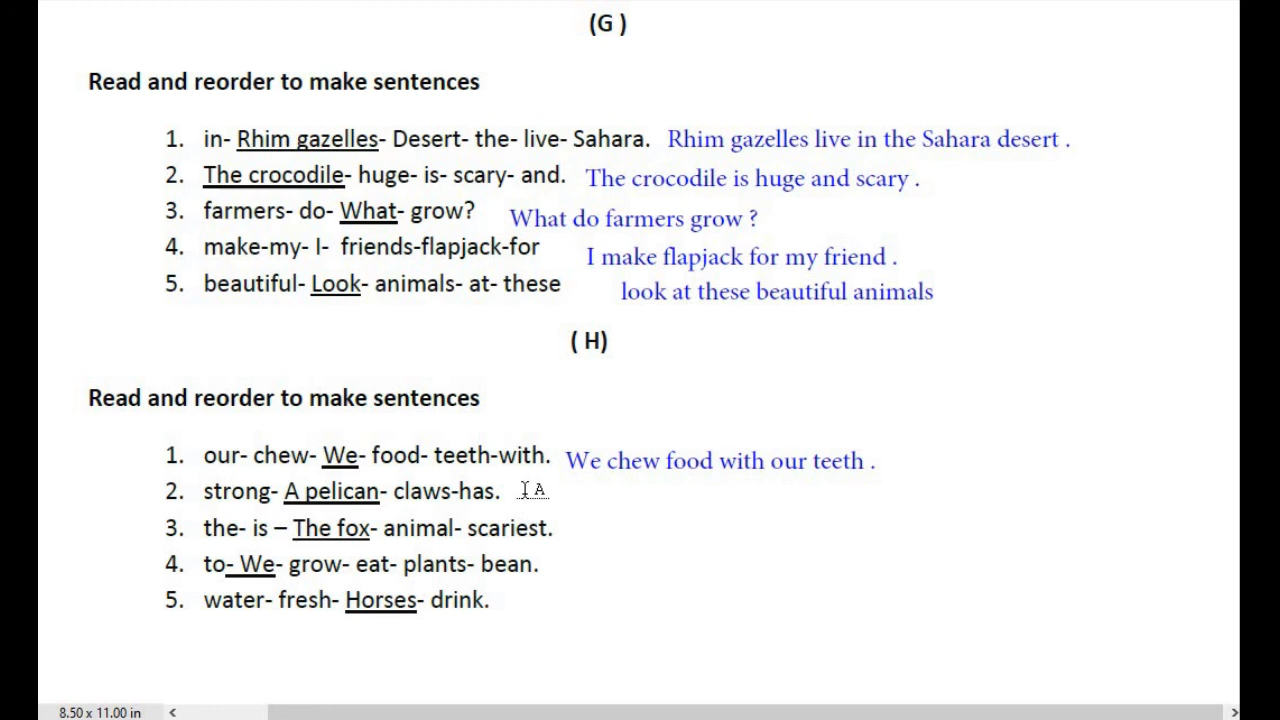 (G )
Read and reorder to make sentences
1. in- Rhim gazelles- Desert- the- live- Sahara. Rhim gazelles live in the Sahara desert .
2. The crocodile- huge- is- scary- and. The crocodile is huge and scary .
3. farmers- do- What- grow? What do farmers grow ?
4. make-my- I- friends-flapjack-for I make flapjack for my friend .
5. beautiful- Look- animals- at- these look at these beautiful animals
( H)
Read and reorder to make sentences
1. our- chew- We- food- teeth-with. We chew food with our teeth .
2. strong- A pelican- claws-has. A
3. the- is – The fox- animal- scariest.
4. to- We- grow- eat- plants- bean.
5. water- fresh- Horses- drink.
8.50 x 11.00 in